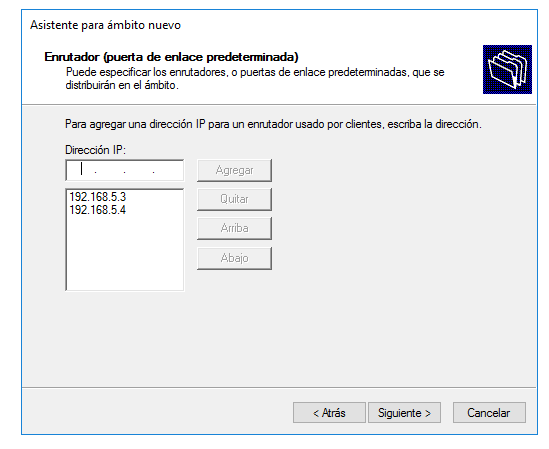 Asistente para ámbito nuevo
Enrutador (puerta de enlace predeterminada)
Puede especificar los enrutadores, o puertas de enlace predeterminadas, que se
distribuirán en el ámbito.
Para agregar una dirección IP para un enrutador usado por clientes, escriba la dirección.
Dirección IP:
. . .
Agregar
192.168.5.3
192.168.5.4
Quitar
Arriba
Abajo
< Atrás
Siguiente >
Cancelar